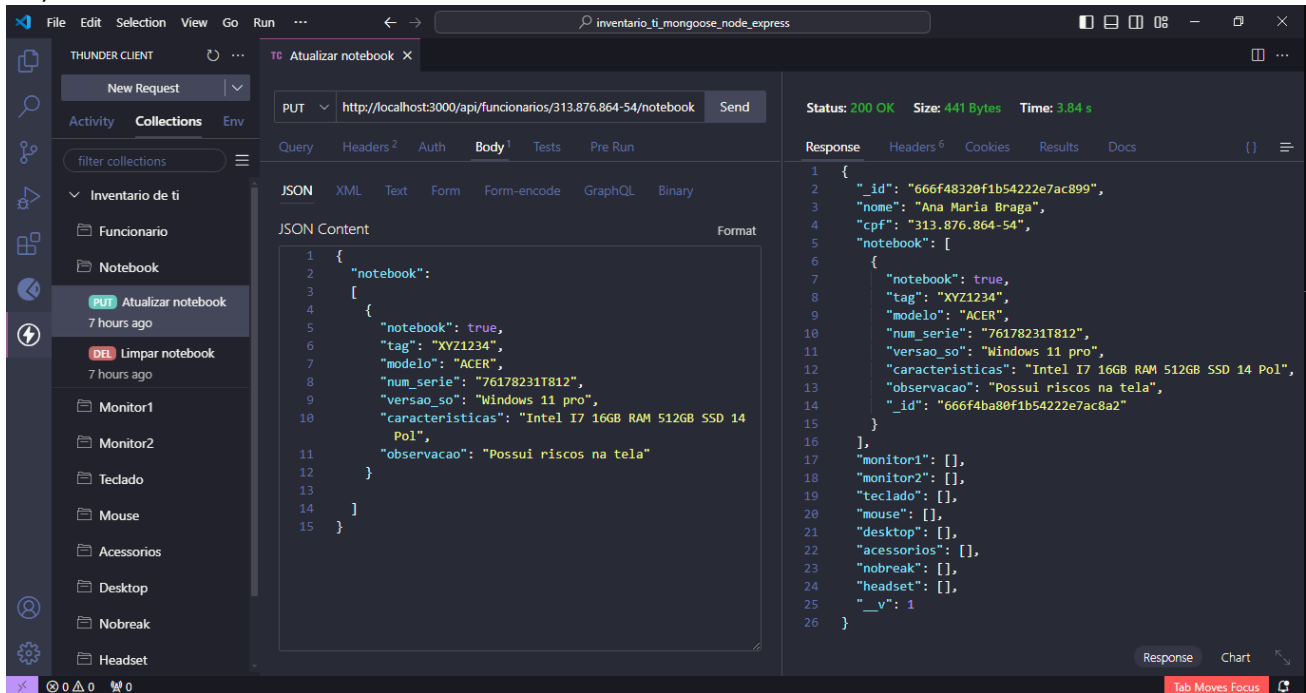 File Edit Selection View Go Run ···
inventario_ti_mongoose_node_express
THUNDER CLIENT
New Request
Activity Collections Env
filter collections
Inventario de ti
Funcionario
Notebook
PUT Atualizar notebook
7 hours ago
DEL Limpar notebook
7 hours ago
Monitor1
Monitor2
Teclado
Mouse
Acessorios
Desktop
Nobreak
Headset
TC Atualizar notebook
PUT http://localhost:3000/api/funcionarios/313.876.864-54/notebook Send
Query Headers 2 Auth Body 1 Tests Pre Run
JSON XML Text Form Form-encode GraphQL Binary
JSON Content Format
1 {
2 "notebook":
3 [
4 {
5 "notebook": true,
6 "tag": "XYZ1234",
7 "modelo": "ACER",
8 "num_serie": "76178231T812",
9 "versao_so": "Windows 11 pro",
10 "caracteristicas": "Intel I7 16GB RAM 512GB SSD 14
Pol",
11 "observacao": "Possui riscos na tela"
12 }
13
14 ]
15 }
Status: 200 OK Size: 441 Bytes Time: 3.84 s
Response Headers 6 Cookies Results Docs {}
1 {
2 "_id": "666f48320f1b54222e7ac899",
3 "nome": "Ana Maria Braga",
4 "cpf": "313.876.864-54",
5 "notebook": [
6 {
7 "notebook": true,
8 "tag": "XYZ1234",
9 "modelo": "ACER",
10 "num_serie": "76178231T812",
11 "versao_so": "Windows 11 pro",
12 "caracteristicas": "Intel I7 16GB RAM 512GB SSD 14 Pol",
13 "observacao": "Possui riscos na tela",
14 "_id": "666f4ba80f1b54222e7ac8a2"
15 }
16 ],
17 "monitor1": [],
18 "monitor2": [],
19 "teclado": [],
20 "mouse": [],
21 "desktop": [],
22 "acessorios": [],
23 "nobreak": [],
24 "headset": [],
25 "__v": 1
26 }
Response Chart
0 0 0
Tab Moves Focus